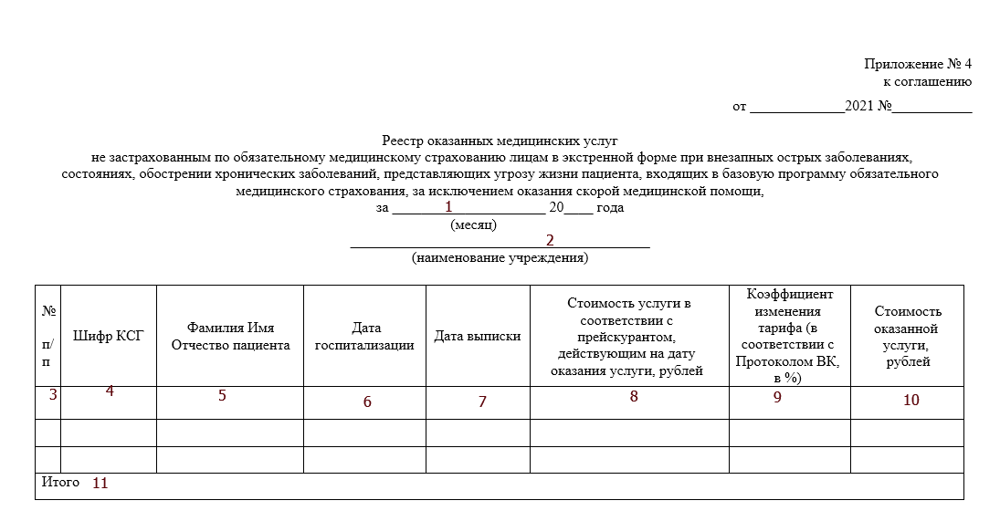 Приложение № 4
к соглашению
от _____________2021 №___________
Реестр оказанных медицинских услуг
не застрахованным по обязательному медицинскому страхованию лицам в экстренной форме при внезапных острых заболеваниях,
состояниях, обострении хронических заболеваний, представляющих угрозу жизни пациента, входящих в базовую программу обязательного
медицинского страхования, за исключением оказания скорой медицинской помощи,
за ________1_____________ 20____ года
(месяц)
2
(наименование учреждения)
№
п/
п
Шифр КСГ
Фамилия Имя
Отчество пациента
Дата
госпитализации
Дата выписки
Стоимость услуги в
соответствии с
прейскурантом,
действующим на дату
оказания услуги, рублей
Коэффициент
изменения
тарифа (в
соответствии с
Протоколом ВК,
в %)
Стоимость
оказанной
услуги,
рублей
3 4 5 6 7 8 9 10
Итого 11